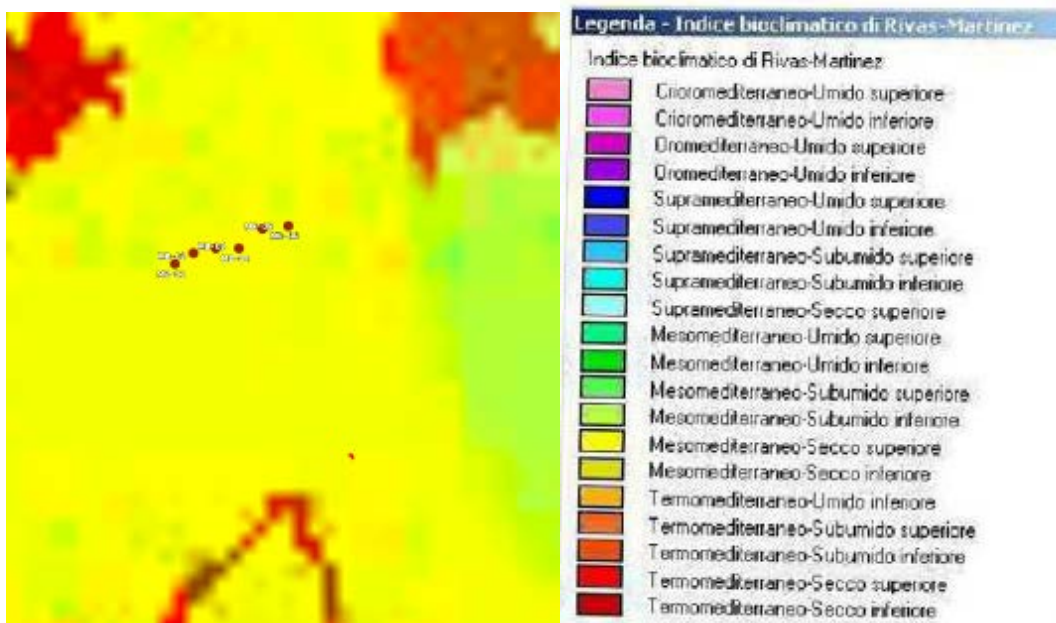 Legenda - Indice bioclimatico di Rivas-Martinez
Indice bioclimatico di Rivas-Martinez
Crioromediterraneo-Umido superiore
Crioromediterraneo-Umido inferiore
Oromediterraneo-Umido superiore
Oromediterraneo-Umido inferiore
Supramediterraneo-Umido superiore
Supramediterraneo-Umido inferiore
Supramediterraneo-Subumido superiore
Supramediterraneo-Subumido inferiore
Supramediterraneo-Secco superiore
Mesomediterraneo-Umido superiore
Mesomediterraneo-Umido inferiore
Mesomediterraneo-Subumido superiore
Mesomediterraneo-Subumido inferiore
Mesomediterraneo-Secco superiore
Mesomediterraneo-Secco inferiore
Termomediterraneo-Umido inferiore
Termomediterraneo-Subumido superiore
Termomediterraneo-Subumido inferiore
Termomediterraneo-Secco superiore
Termomediterraneo-Secco inferiore